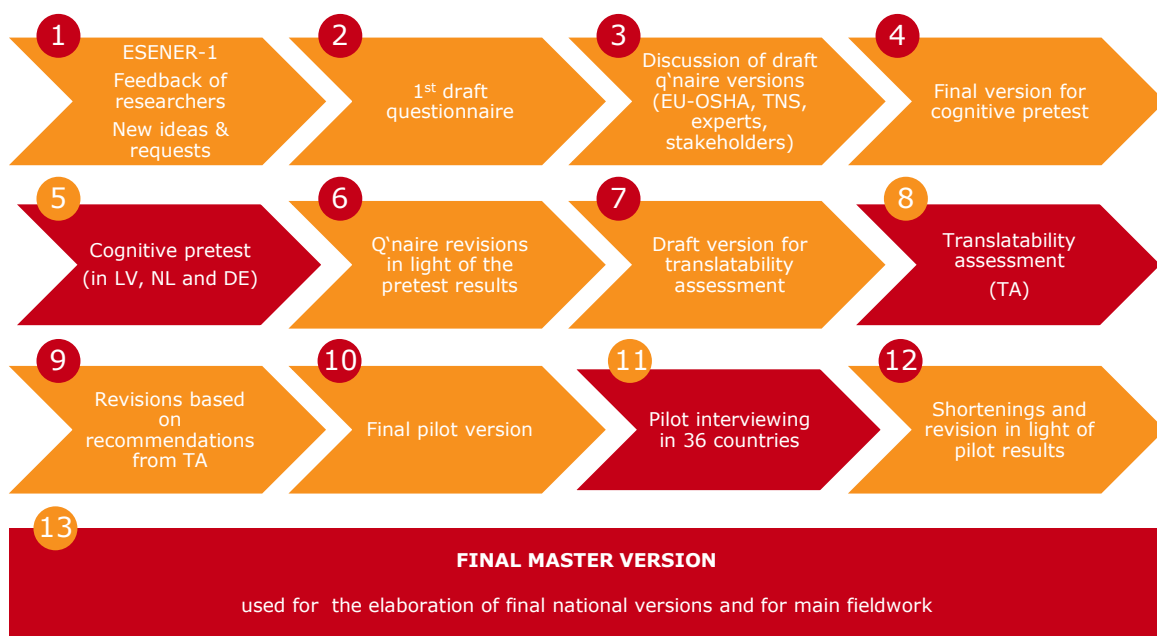 1
ESENER-1
Feedback of
researchers
New ideas &
requests
2
1st draft
questionnaire
3
Discussion of draft
q‛naire versions
(EU-OSHA, TNS,
experts,
stakeholders)
4
Final version for
cognitive pretest
5
Cognitive pretest
(in LV, NL and DE)
6
Q‛naire revisions
in light of the
pretest results
7
Draft version for
translatability
assessment
8
Translatability
assessment
(TA)
9
Revisions based
on
recommendations
from TA
10
Final pilot version
11
Pilot interviewing
in 36 countries
12
Shortenings and
revision in light of
pilot results
13
FINAL MASTER VERSION
used for the elaboration of final national versions and for main fieldwork